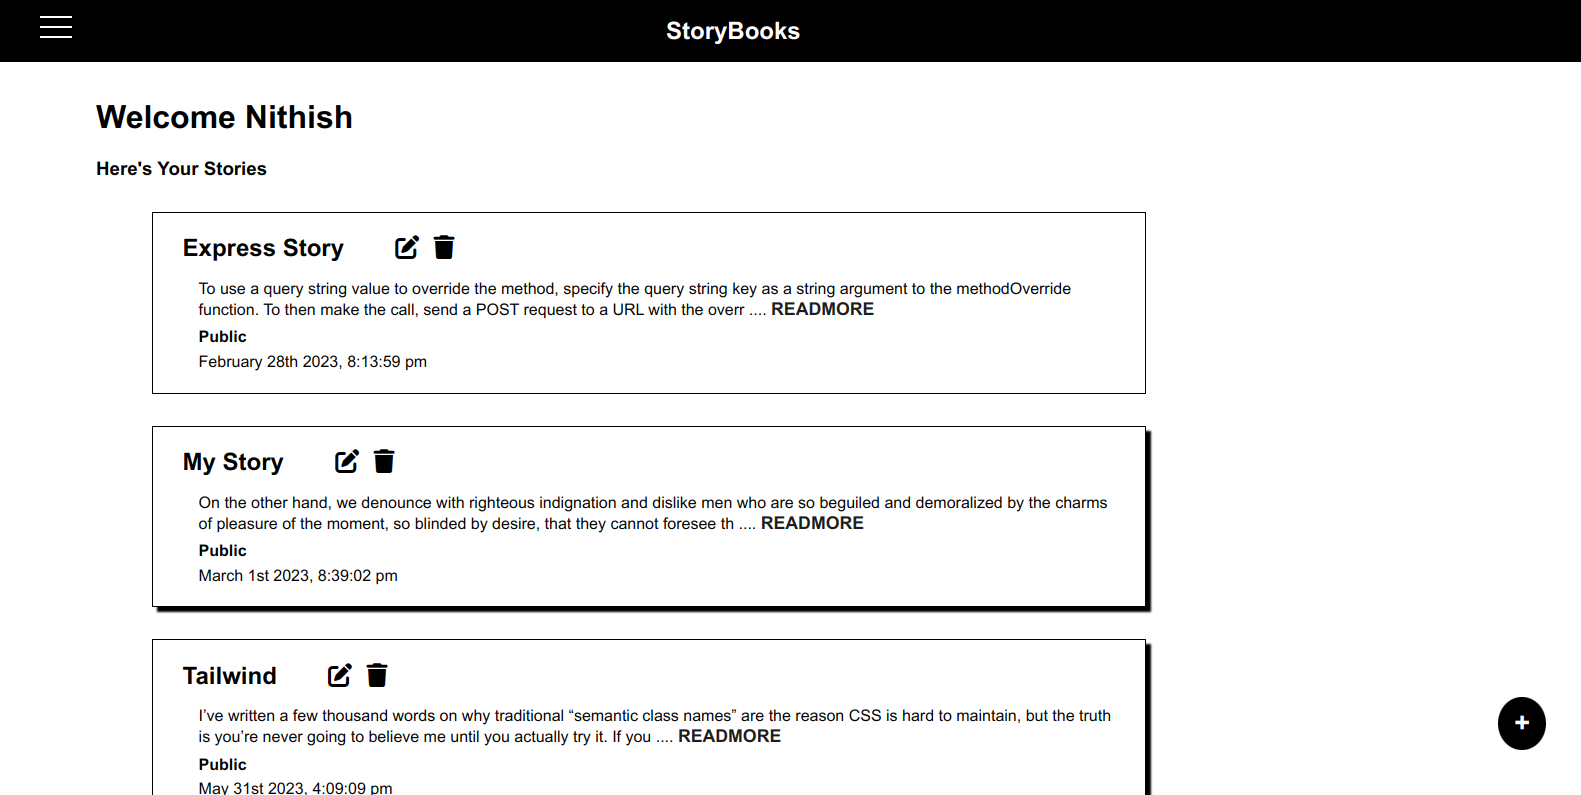 StoryBooks
Welcome Nithish
Here's Your Stories
Express Story
To use a query string value to override the method, specify the query string key as a string argument to the methodOverride
function. To then make the call, send a POST request to a URL with the overr .... READMORE
Public
February 28th 2023, 8:13:59 pm
My Story
On the other hand, we denounce with righteous indignation and dislike men who are so beguiled and demoralized by the charms
of pleasure of the moment, so blinded by desire, that they cannot foresee th .... READMORE
Public
March 1st 2023, 8:39:02 pm
Tailwind
I’ve written a few thousand words on why traditional “semantic class names” are the reason CSS is hard to maintain, but the truth
is you’re never going to believe me until you actually try it. If you .... READMORE
Public
May 31st 2023, 4:09:09 pm
+